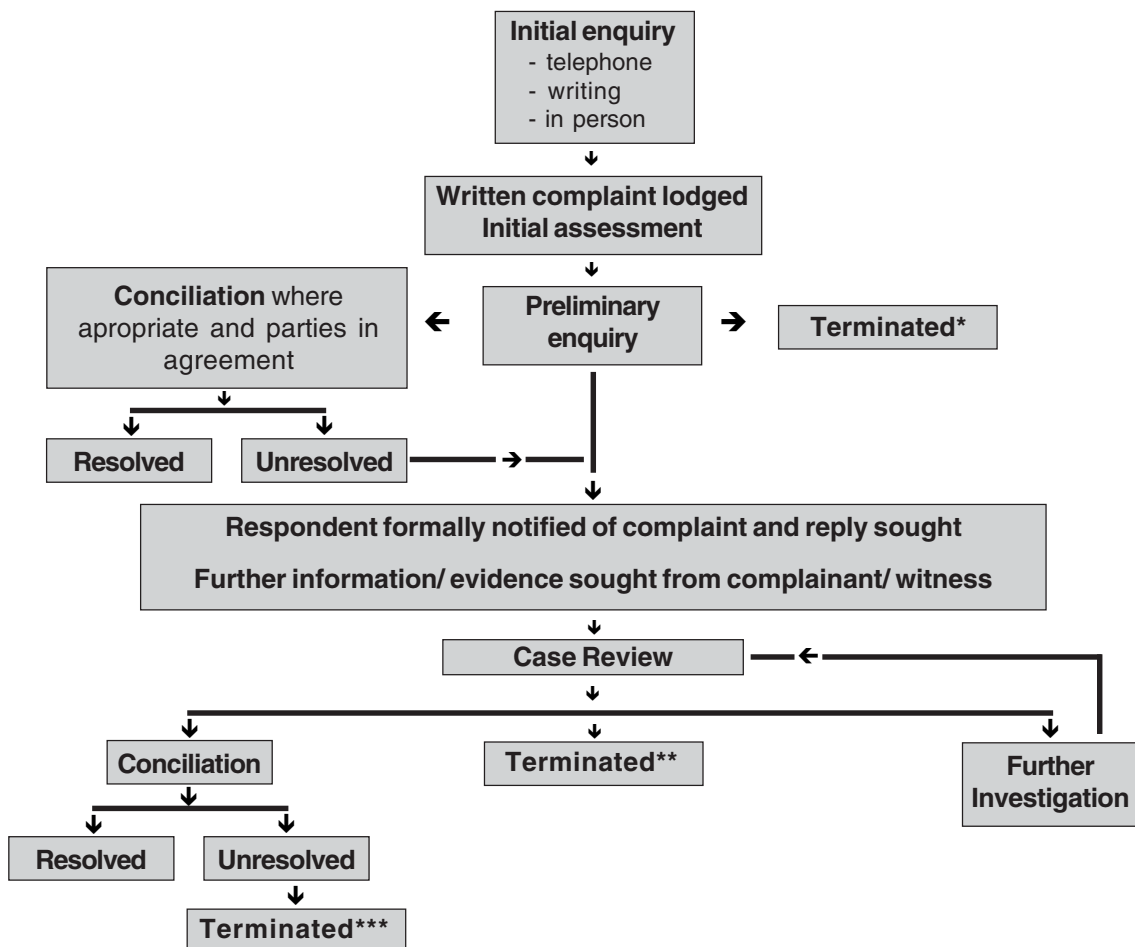 Initial enquiry
- telephone
- writing
- in person
Written complaint lodged
Initial assessment
Conciliation where
apropriate and parties in
agreement
Preliminary
enquiry
Terminated*
Resolved
Unresolved
Respondent formally notified of complaint and reply sought
Further information/ evidence sought from complainant/ witness
Case Review
Conciliation
Terminated**
Further
Investigation
Resolved
Unresolved
Terminated***